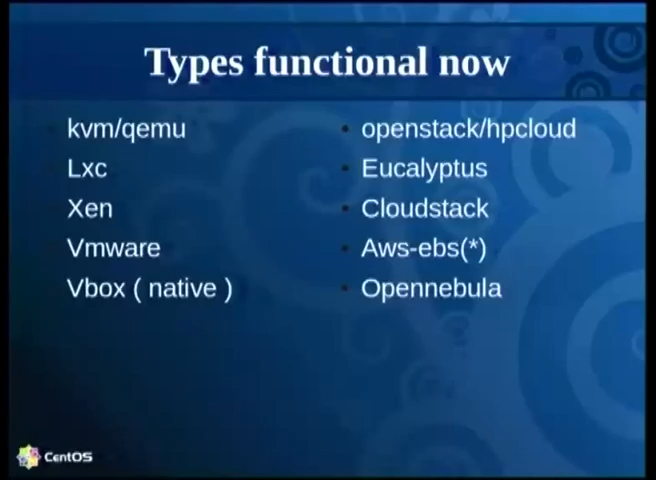 Types functional now
kvm/qemu
Lxc
Xen
Vmware
Vbox ( native )
openstack/hpcloud
Eucalyptus
Cloudstack
Aws-ebs(*)
Opennebula
CentOS